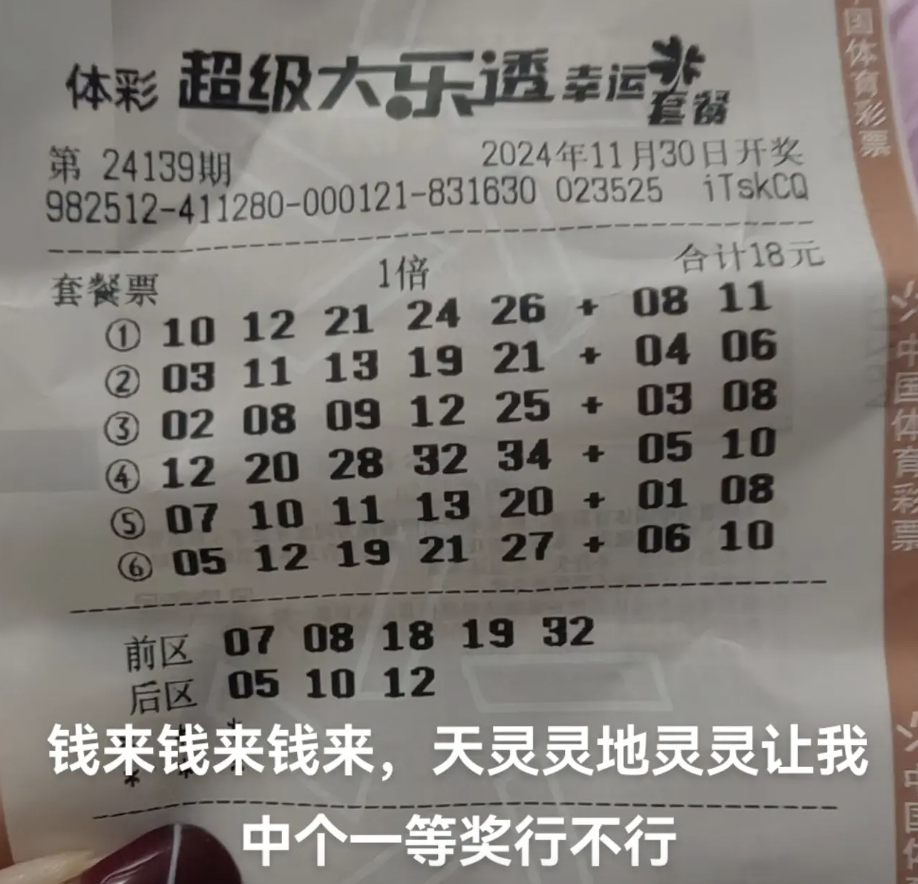 体彩 超级大乐透 幸运套餐
第 24139期 2024年11月30日开奖
982512-411280-000121-831630 023525 iTskCQ
套餐票 1倍 合计18元
① 10 12 21 24 26 + 08 11
② 03 11 13 19 21 + 04 06
③ 02 08 09 12 25 + 03 08
④ 12 20 28 32 34 + 05 10
⑤ 07 10 11 13 20 + 01 08
⑥ 05 12 19 21 27 + 06 10
前区 07 08 18 19 32
后区 05 10 12
钱来钱来钱来，天灵灵地灵灵让我
中个一等奖行不行
国体育彩票
中国体育彩票
中国体